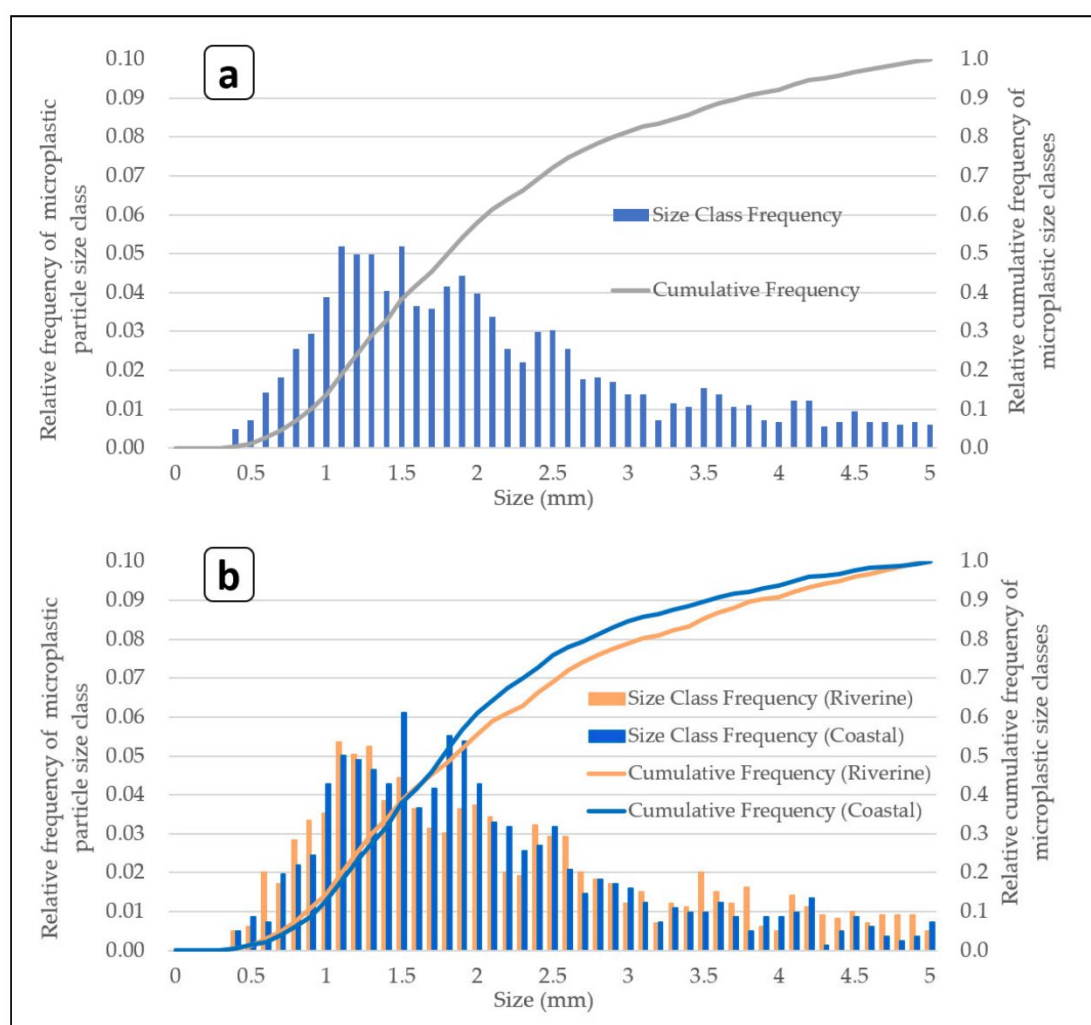 a
Relative frequency of microplastic
particle size class
0.10
0.09
0.08
0.07
0.06
0.05
0.04
0.03
0.02
0.01
0.00
Size Class Frequency
Cumulative Frequency
1.0
0.9
0.8
0.7
0.6
0.5
0.4
0.3
0.2
0.1
0.0
Relative cumulative frequency of
microplastic size classes
0 0.5 1 1.5 2 2.5 3 3.5 4 4.5 5
Size (mm)
b
Relative frequency of microplastic
particle size class
0.10
0.09
0.08
0.07
0.06
0.05
0.04
0.03
0.02
0.01
0.00
Size Class Frequency (Riverine)
Size Class Frequency (Coastal)
Cumulative Frequency (Riverine)
Cumulative Frequency (Coastal)
1.0
0.9
0.8
0.7
0.6
0.5
0.4
0.3
0.2
0.1
0.0
Relative cumulative frequency of
microplastic size classes
0 0.5 1 1.5 2 2.5 3 3.5 4 4.5 5
Size (mm)